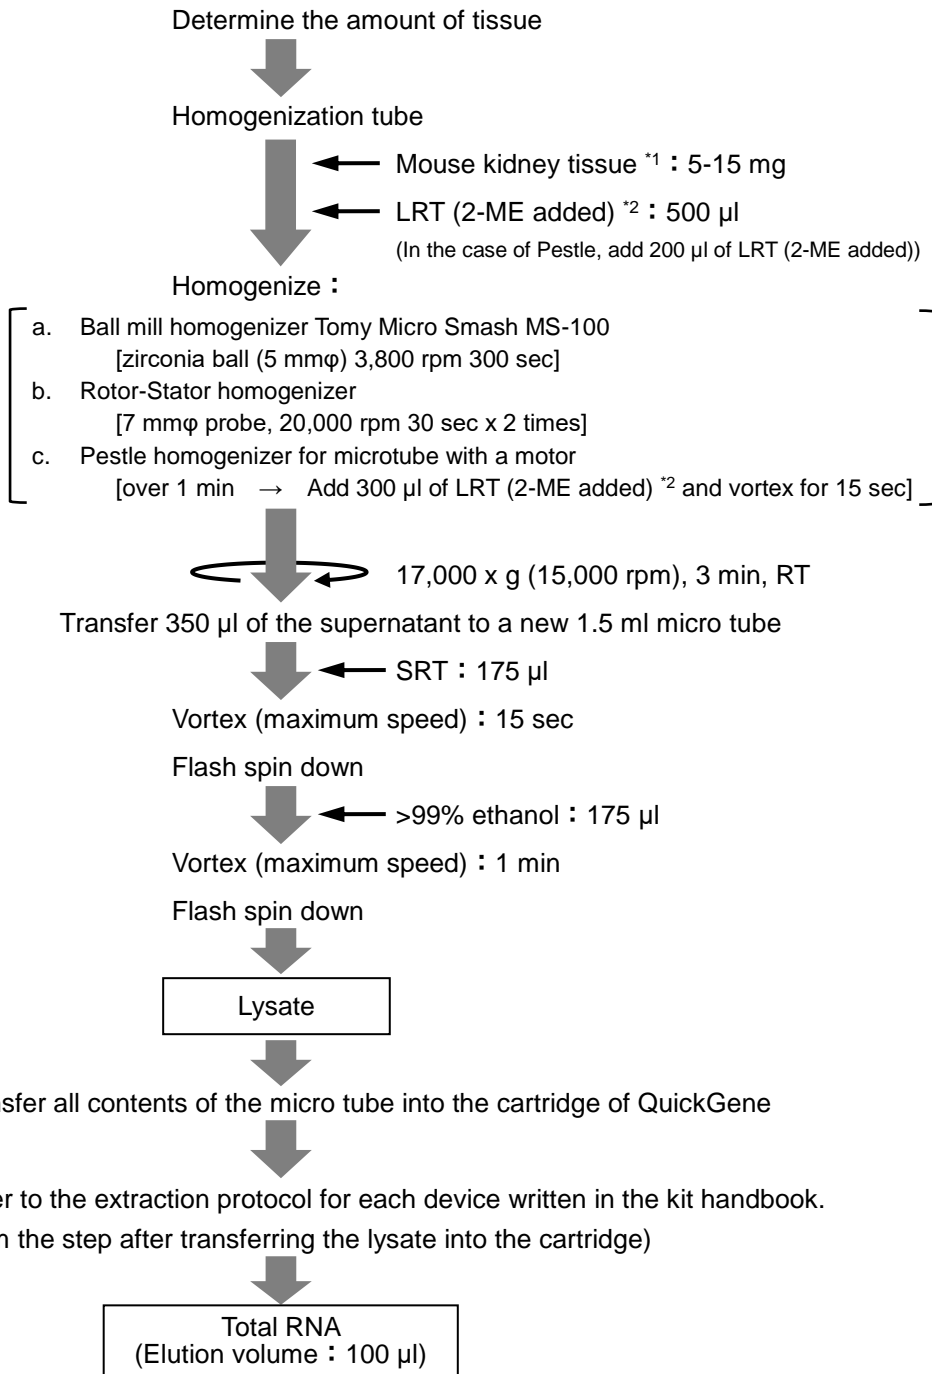 Determine the amount of tissue
Homogenization tube
Mouse kidney tissue *1：5-15 mg
LRT (2-ME added) *2：500 µl
(In the case of Pestle, add 200 µl of LRT (2-ME added))
Homogenize：
a. Ball mill homogenizer Tomy Micro Smash MS-100
[zirconia ball (5 mmφ) 3,800 rpm 300 sec]
b. Rotor-Stator homogenizer
[7 mmφ probe, 20,000 rpm 30 sec x 2 times]
c. Pestle homogenizer for microtube with a motor
[over 1 min → Add 300 µl of LRT (2-ME added) *2 and vortex for 15 sec]
17,000 x g (15,000 rpm), 3 min, RT
Transfer 350 µl of the supernatant to a new 1.5 ml micro tube
SRT：175 µl
Vortex (maximum speed)：15 sec
Flash spin down
>99% ethanol：175 µl
Vortex (maximum speed)：1 min
Flash spin down
Lysate
nsfer all contents of the micro tube into the cartridge of QuickGene
er to the extraction protocol for each device written in the kit handbook.
m the step after transferring the lysate into the cartridge)
Total RNA
(Elution volume：100 µl)